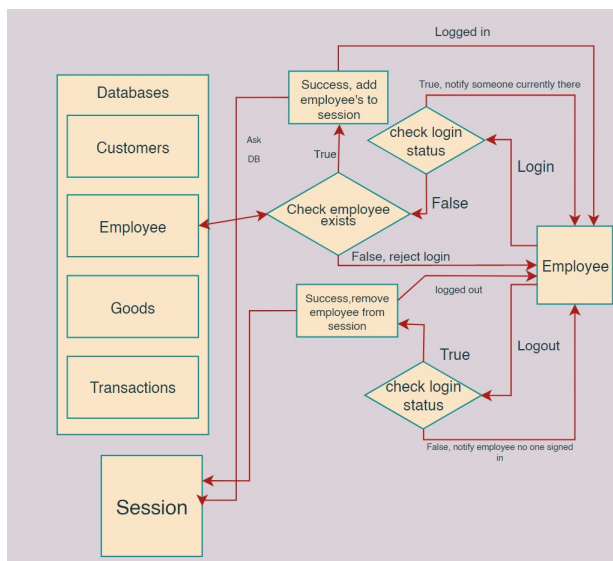 Logged in
Databases
Customers
Employee
Goods
Transactions
Success, add
employee's to
session
True, notify someone currently there
check login
status
Ask
DB
True
Login
False
Check employee
exists
False, reject login
Employee
Success,remove
employee from
session
logged out
True
Logout
check login
status
False, notify employee no one signed
in
Session